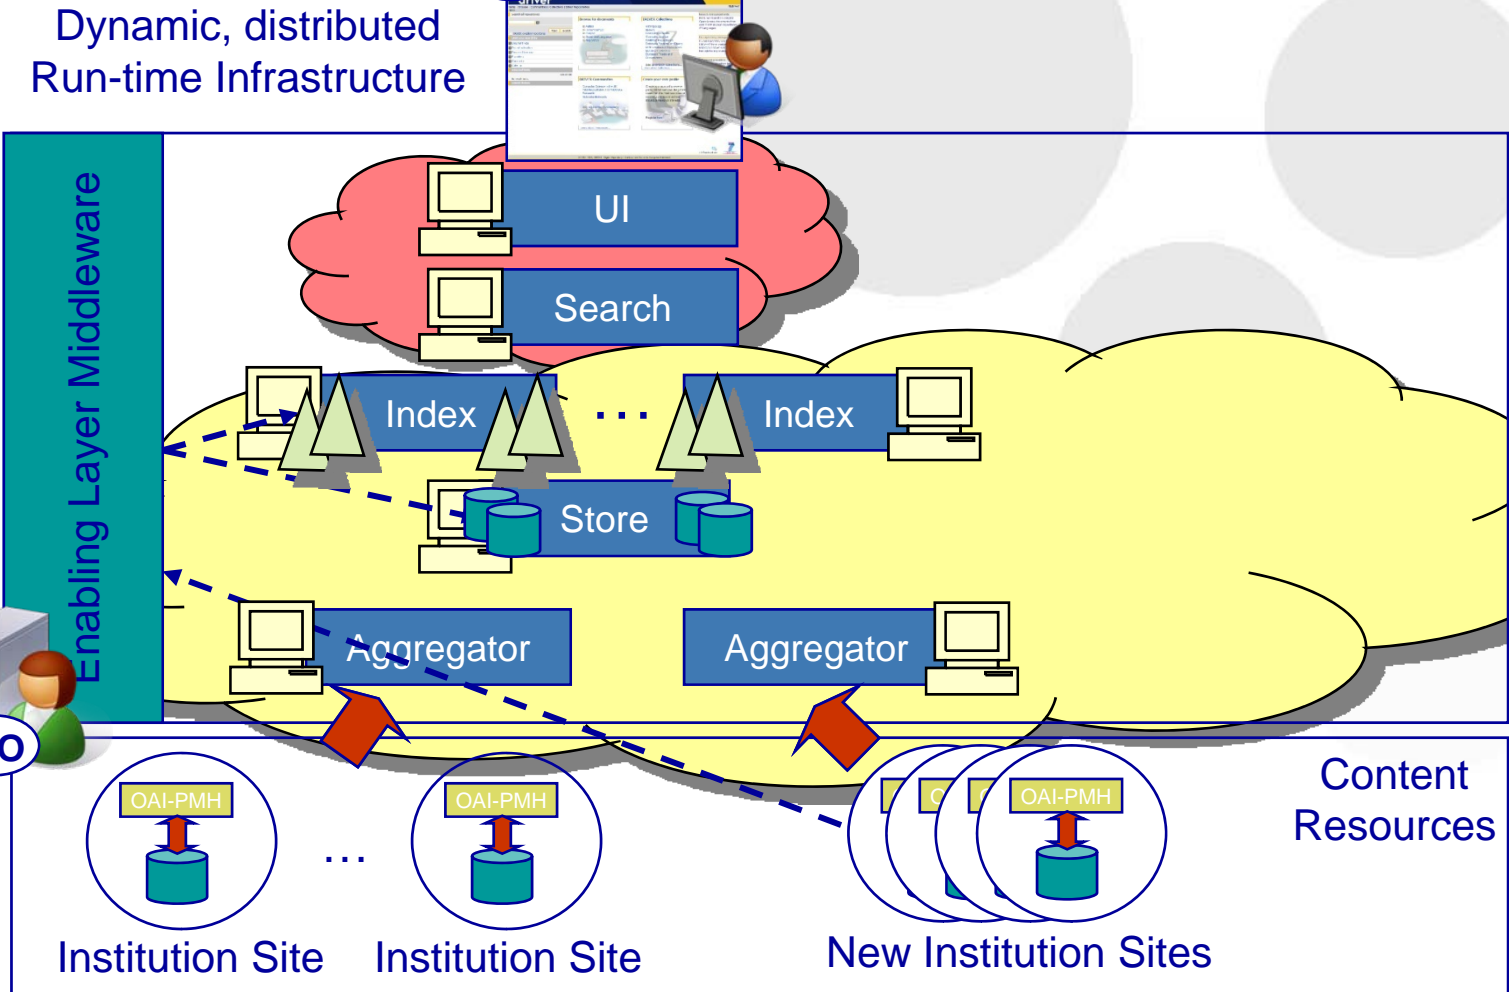 Dynamic, distributed
Run-time Infrastructure
driver
Enabling Layer Middleware
UI
Search
Index
...
Index
Store
Aggregator
Aggregator
O
Content
Resources
OAI-PMH
...
OAI-PMH
OAI-PMH
Institution Site
Institution Site
New Institution Sites